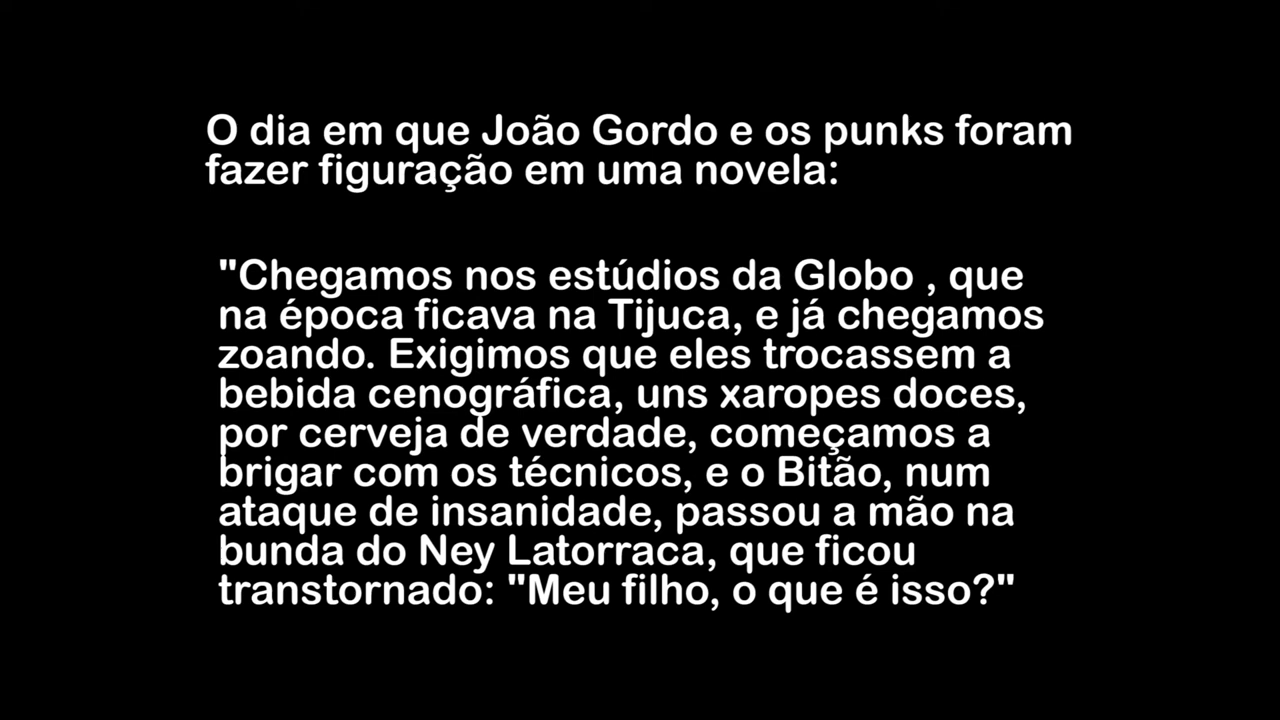 O dia em que João Gordo e os punks foram
fazer figuração em uma novela:
"Chegamos nos estúdios da Globo , que
na época ficava na Tijuca, e já chegamos
zoando. Exigimos que eles trocassem a
bebida cenográfica, uns xaropes doces,
por cerveja de verdade, começamos a
brigar com os técnicos, e o Bitão, num
ataque de insanidade, passou a mão na
bunda do Ney Latorraca, que ficou
transtornado: "Meu filho, o que é isso?"